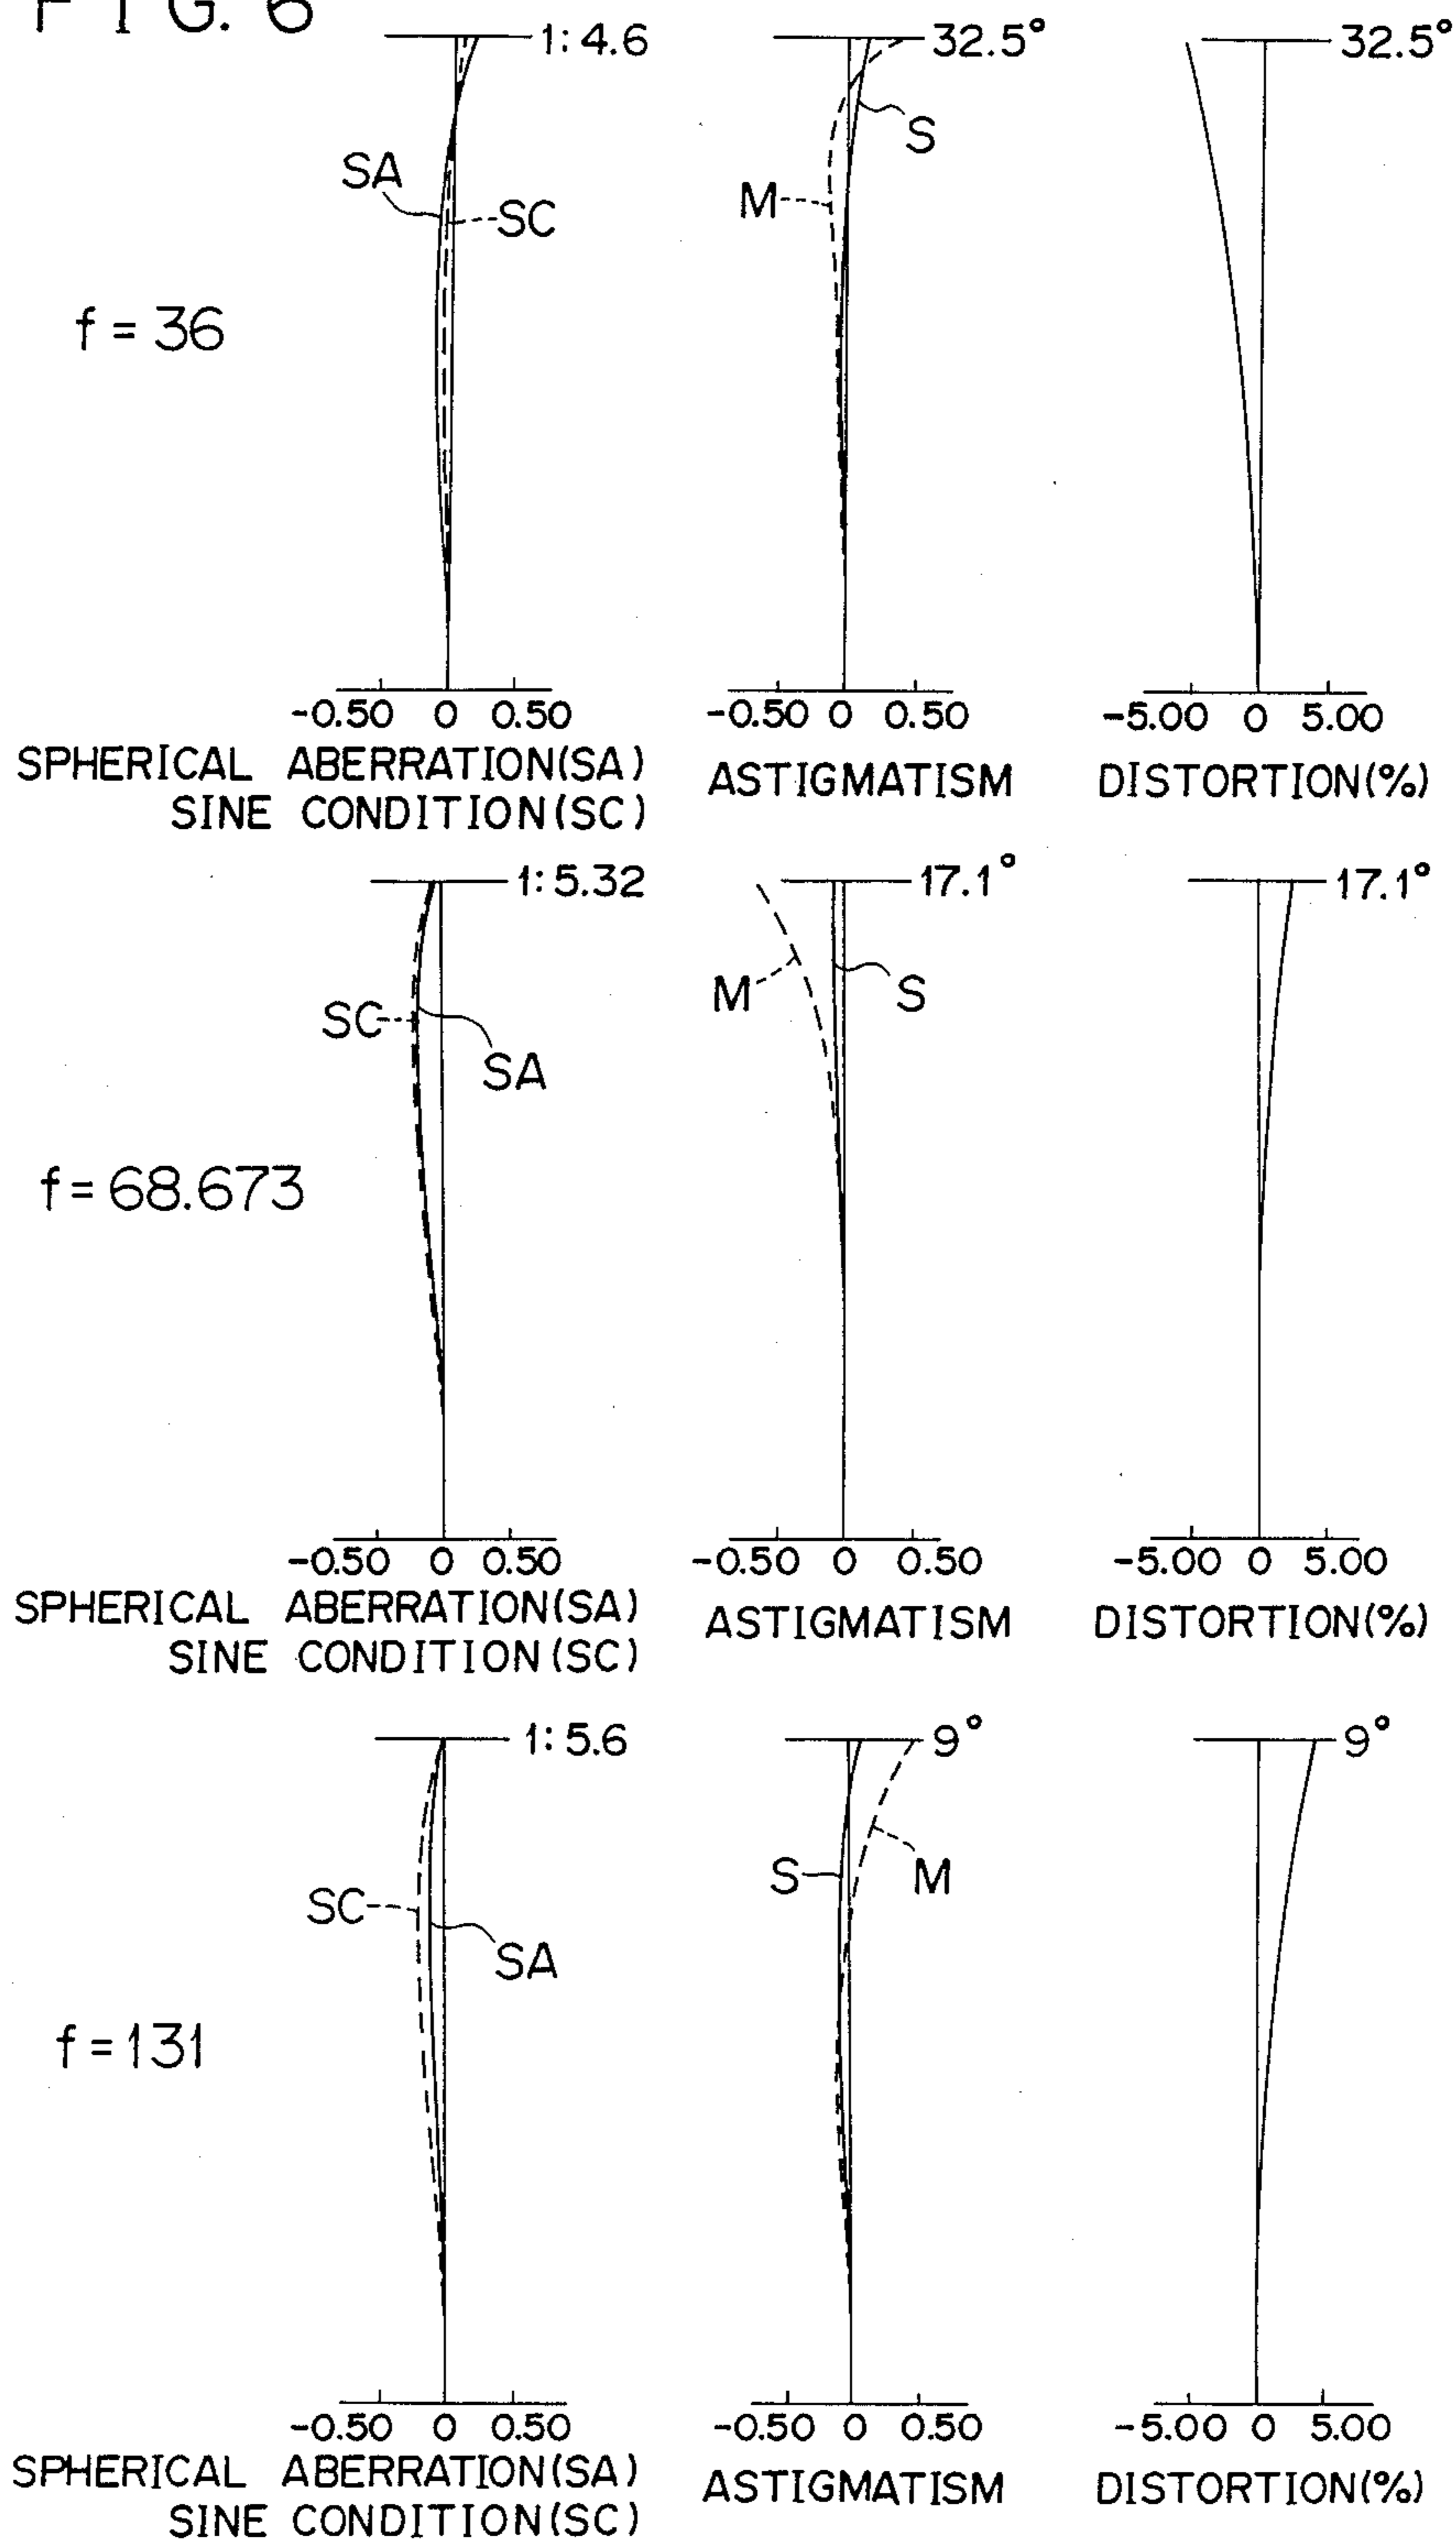 FIG. 6
1:4.6
32.5°
32.5°
SA
SC
S
M
f = 36
-0.50 0 0.50
-0.50 0 0.50
-5.00 0 5.00
SPHERICAL ABERRATION(SA)
SINE CONDITION(SC)
ASTIGMATISM
DISTORTION(%)
1:5.32
17.1°
17.1°
SC
SA
M
S
f = 68.673
-0.50 0 0.50
-0.50 0 0.50
-5.00 0 5.00
SPHERICAL ABERRATION(SA)
SINE CONDITION(SC)
ASTIGMATISM
DISTORTION(%)
1:5.6
9°
9°
SC
SA
S
M
f = 131
-0.50 0 0.50
-0.50 0 0.50
-5.00 0 5.00
SPHERICAL ABERRATION(SA)
SINE CONDITION(SC)
ASTIGMATISM
DISTORTION(%)